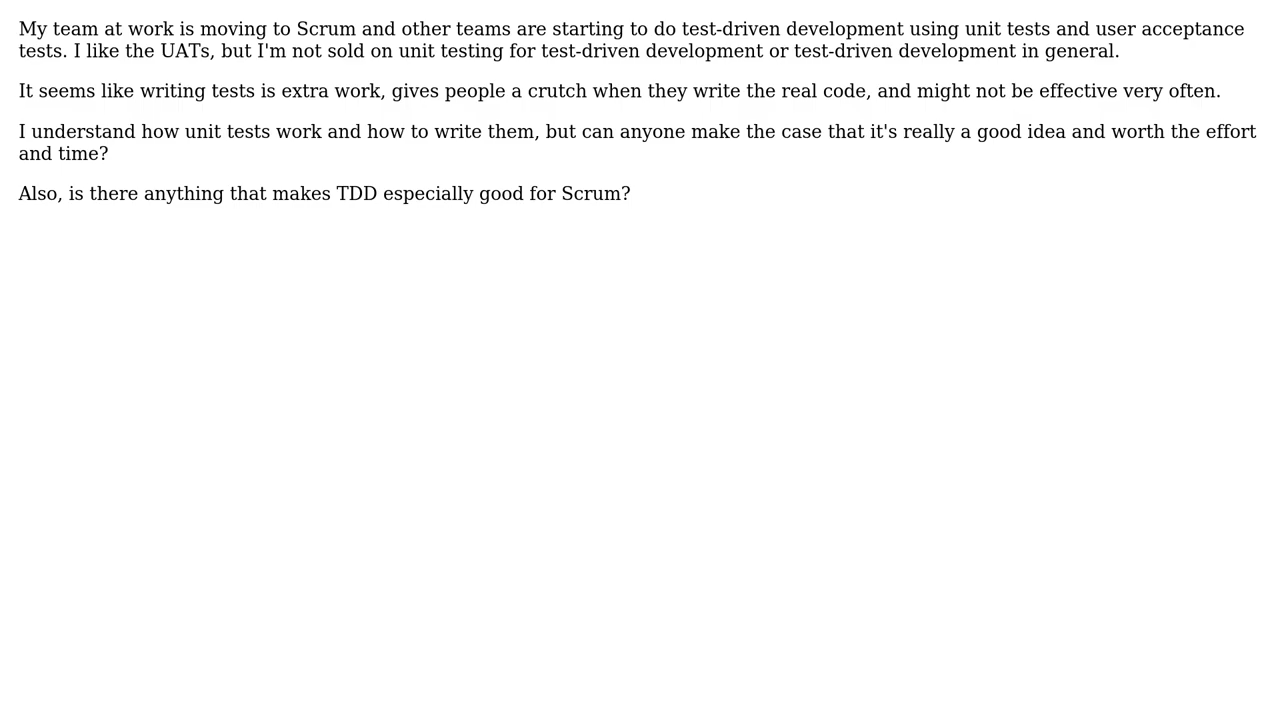 My team at work is moving to Scrum and other teams are starting to do test-driven development using unit tests and user acceptance
tests. I like the UATs, but I'm not sold on unit testing for test-driven development or test-driven development in general.
It seems like writing tests is extra work, gives people a crutch when they write the real code, and might not be effective very often.
I understand how unit tests work and how to write them, but can anyone make the case that it's really a good idea and worth the effort
and time?
Also, is there anything that makes TDD especially good for Scrum?